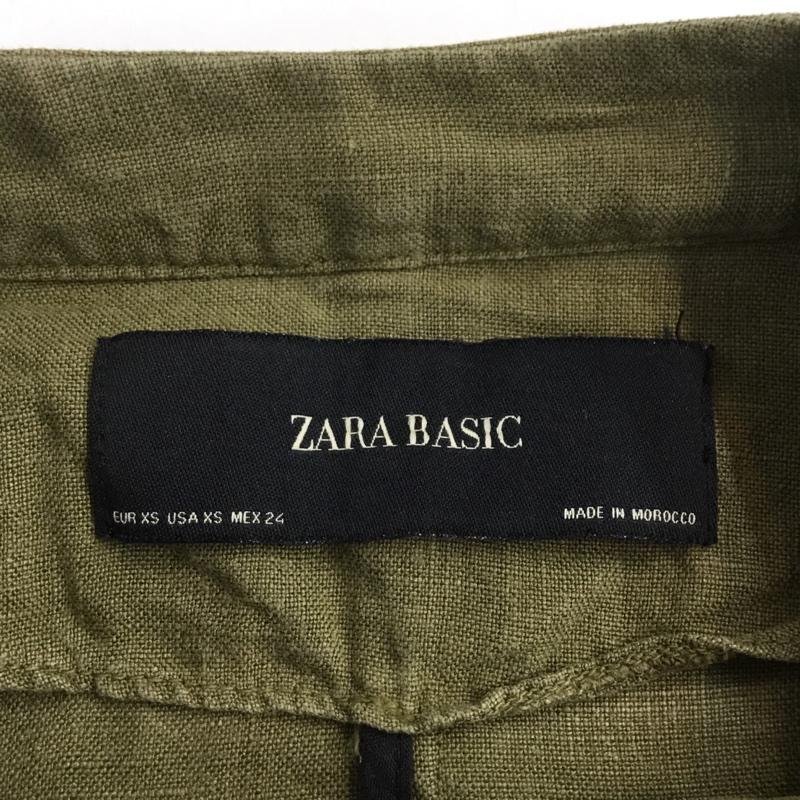 ZARA BASIC
EUR XS USA XS MEX 24
MADE IN MOROCCO